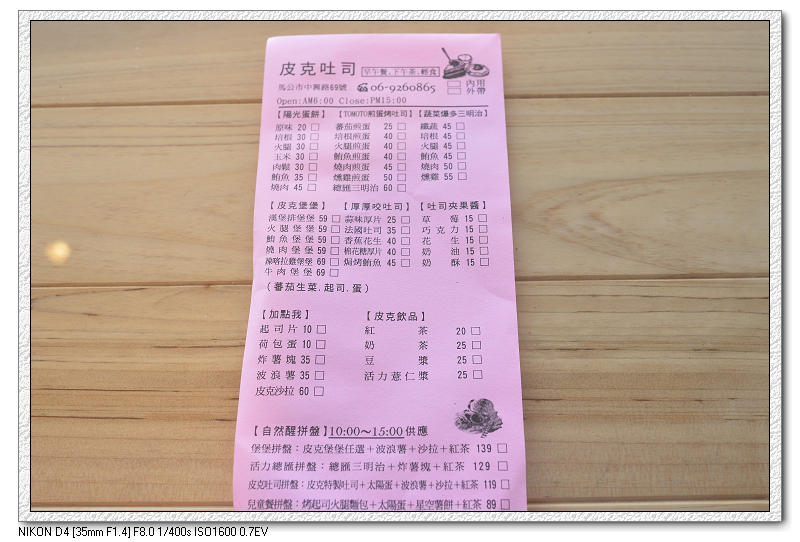 皮克吐司 早午餐.下午茶.輕食
馬公市中興路69號 ☎06-9260865 □內用 □外帶
Open:AM6:00 Close:PM15:00
【陽光蛋餅】 【TOMOTO煎蛋烤吐司】 【蔬菜爆多三明治】
原味 20 □ 蕃茄煎蛋 25 □ 纖蔬 45 □
培根 30 □ 培根煎蛋 40 □ 培根 45 □
火腿 30 □ 火腿煎蛋 40 □ 火腿 45 □
玉米 30 □ 鮪魚煎蛋 40 □ 鮪魚 45 □
肉鬆 30 □ 燒肉煎蛋 45 □ 燒肉 50 □
鮪魚 35 □ 燻雞煎蛋 50 □ 燻雞 55 □
燒肉 45 □ 總匯三明治 60 □
【皮克堡堡】 【厚厚咬吐司】 【吐司夾果醬】
漢堡排堡堡 59 □ 蒜味厚片 25 □ 草莓 15 □
火腿堡堡 59 □ 法國吐司 35 □ 巧克力 15 □
鮪魚堡堡 59 □ 香蕉花生 40 □ 花生 15 □
燒肉堡堡 59 □ 棉花糖厚片 40 □ 奶油 15 □
辣喀拉雞堡堡 69 □ 焗烤鮪魚 45 □ 奶酥 15 □
牛肉堡堡 69 □
(蕃茄生菜.起司.蛋)
【加點我】 【皮克飲品】
起司片 10 □ 紅茶 20 □
荷包蛋 10 □ 奶茶 25 □
炸薯塊 35 □ 豆漿 25 □
波浪薯 35 □ 活力薏仁漿 25 □
皮克沙拉 60 □
【自然醒拼盤】10:00~15:00供應
堡堡拼盤：皮克堡堡任選+波浪薯+沙拉+紅茶 139 □
活力總匯拼盤：總匯三明治+炸薯塊+紅茶 129 □
皮克吐司拼盤：皮克特製吐司+太陽蛋+波浪薯+沙拉+紅茶 119 □
兒童餐拼盤：烤起司火腿麵包+太陽蛋+星空薯餅+紅茶 89 □
NIKON D4 [35mm F1.4] F8.0 1/400s ISO1600 0.7EV